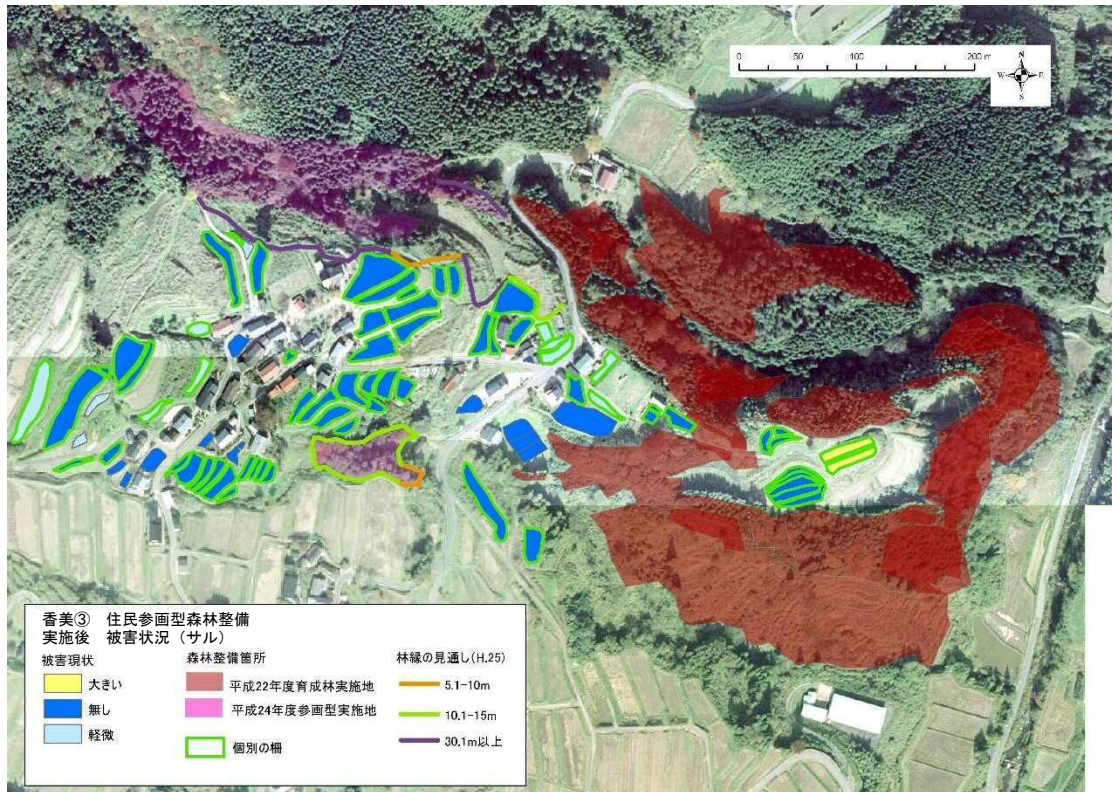 0 50 100 200 m
N
W E
S
香美③ 住民参画型森林整備
実施後 被害状況(サル)
被害現状
大きい
無し
軽微
森林整備箇所
平成22年度育成林実施地
平成24年度参画型実施地
個別の柵
林縁の見通し(H.25)
5.1-10m
10.1-15m
30.1m以上